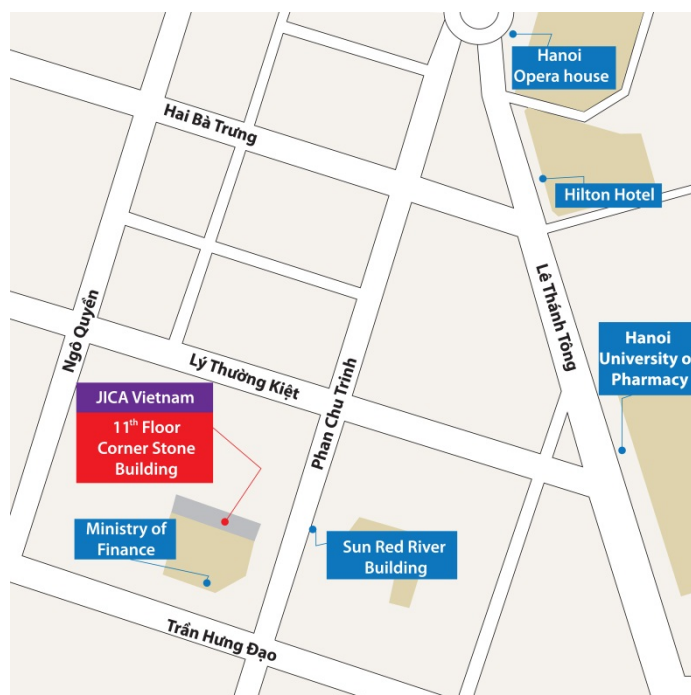 Hanoi
Opera house
Hai Bà Trưng
Hilton Hotel
Lê Thánh Tông
Ngô Quyền
Hanoi
University of
Pharmacy
Lý Thường Kiệt
Phan Chu Trinh
JICA Vietnam
11th Floor
Corner Stone
Building
Ministry of
Finance
Sun Red River
Building
Trần Hưng Đạo